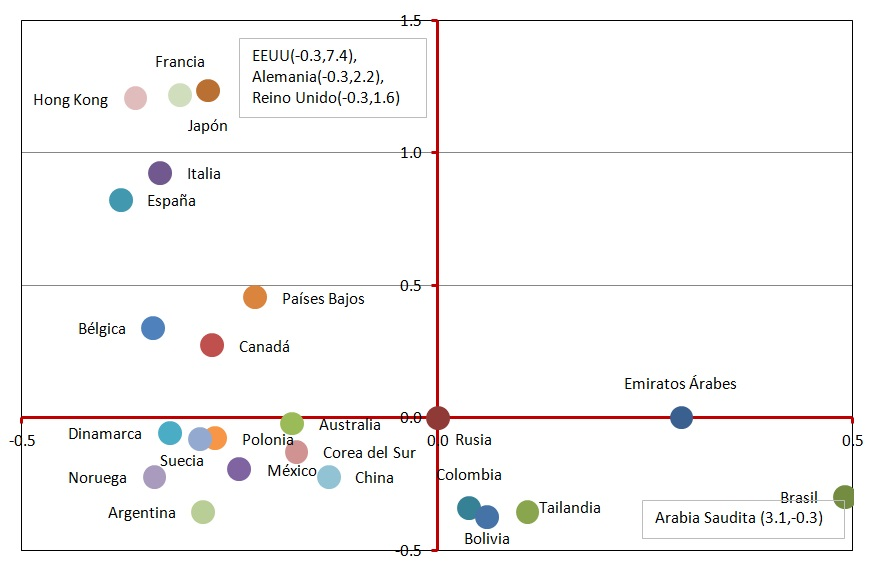 1.5
Francia
EEUU(-0.3,7.4),
Alemania(-0.3,2.2),
Reino Unido(-0.3,1.6)
Hong Kong
Japón
1.0
Italia
España
0.5
Países Bajos
Bélgica
Canadá
Emiratos Árabes
0.0
Australia
Dinamarca
-0.5
Polonia
0.0
Rusia
0.5
Corea del Sur
Suecia
México
Noruega
China
Colombia
Brasil
Argentina
Tailandia
Arabia Saudita (3.1,-0.3)
Bolivia
-0.5